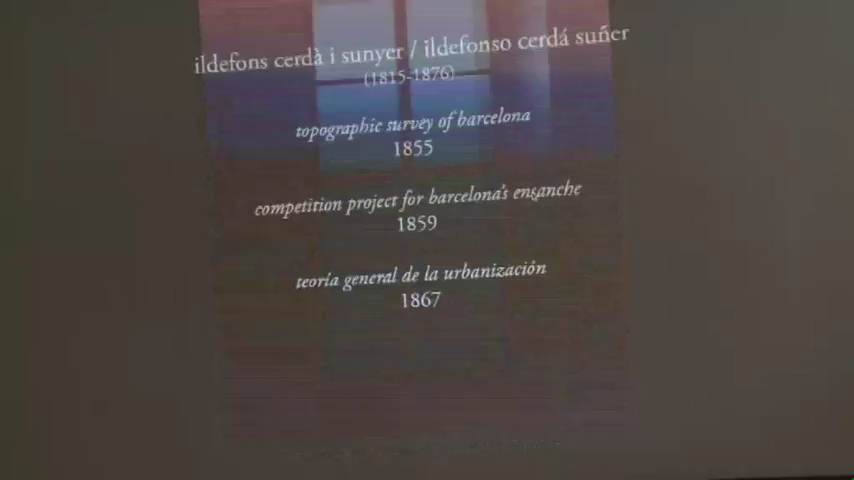 ildefons cerdà i sunyer / ildefonso cerdá suñer
(1815-1876)
topographic survey of barcelona
1855
competition project for barcelona's ensanche
1859
teoría general de la urbanización
1867